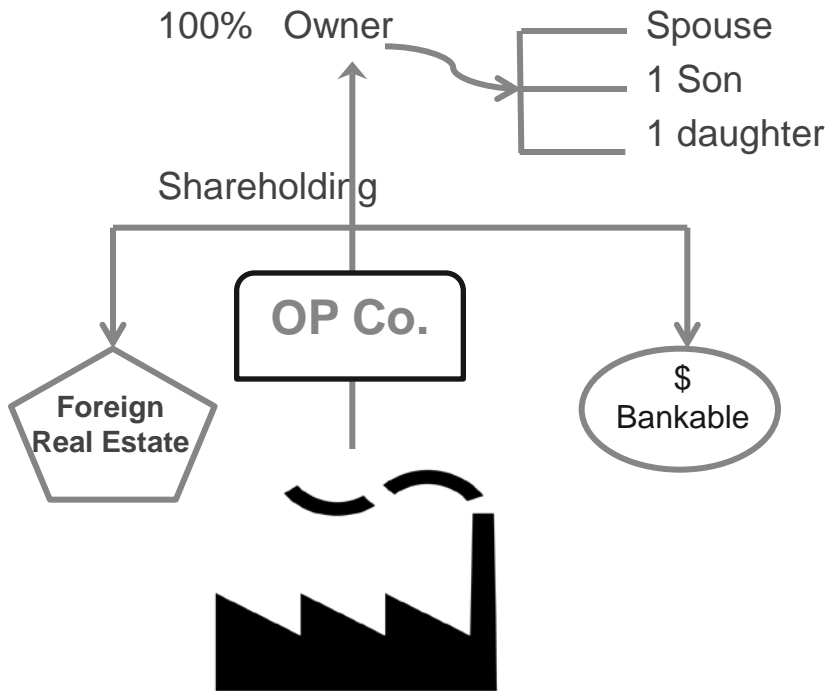 100% Owner
Spouse
1 Son
1 daughter
Shareholding
OP Co.
Foreign
Real Estate
$
Bankable